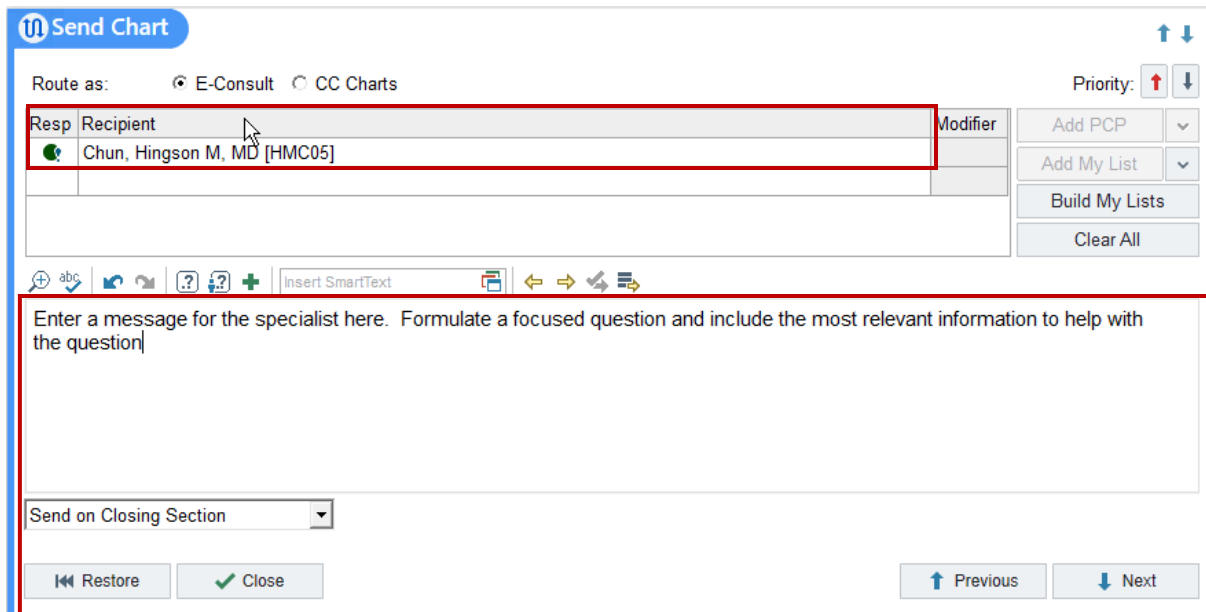 Send Chart
Route as: E-Consult CC Charts Priority:
Resp Recipient Modifier Add PCP
Chun, Hingson M, MD [HMC05]
Add My List
Build My Lists
Clear All
abc ? ? Insert SmartText
Enter a message for the specialist here. Formulate a focused question and include the most relevant information to help with
the question
Send on Closing Section
Restore Close Previous Next